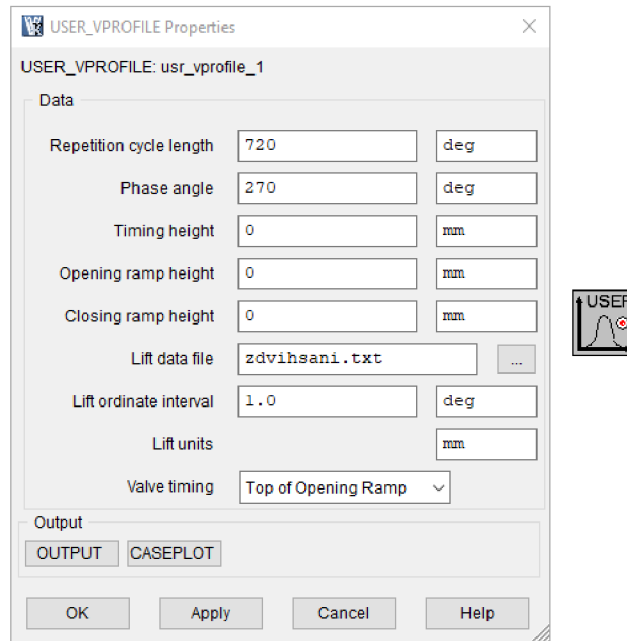 USER_VPROFILE Properties
USER_VPROFILE: usr_vprofile_1
Data
Repetition cycle length 720 deg
Phase angle 270 deg
Timing height 0 mm
Opening ramp height 0 mm
Closing ramp height 0 mm
Lift data file zdvihsani.txt ...
Lift ordinate interval 1.0 deg
Lift units mm
Valve timing Top of Opening Ramp
Output
OUTPUT CASEPLOT
OK Apply Cancel Help
USER